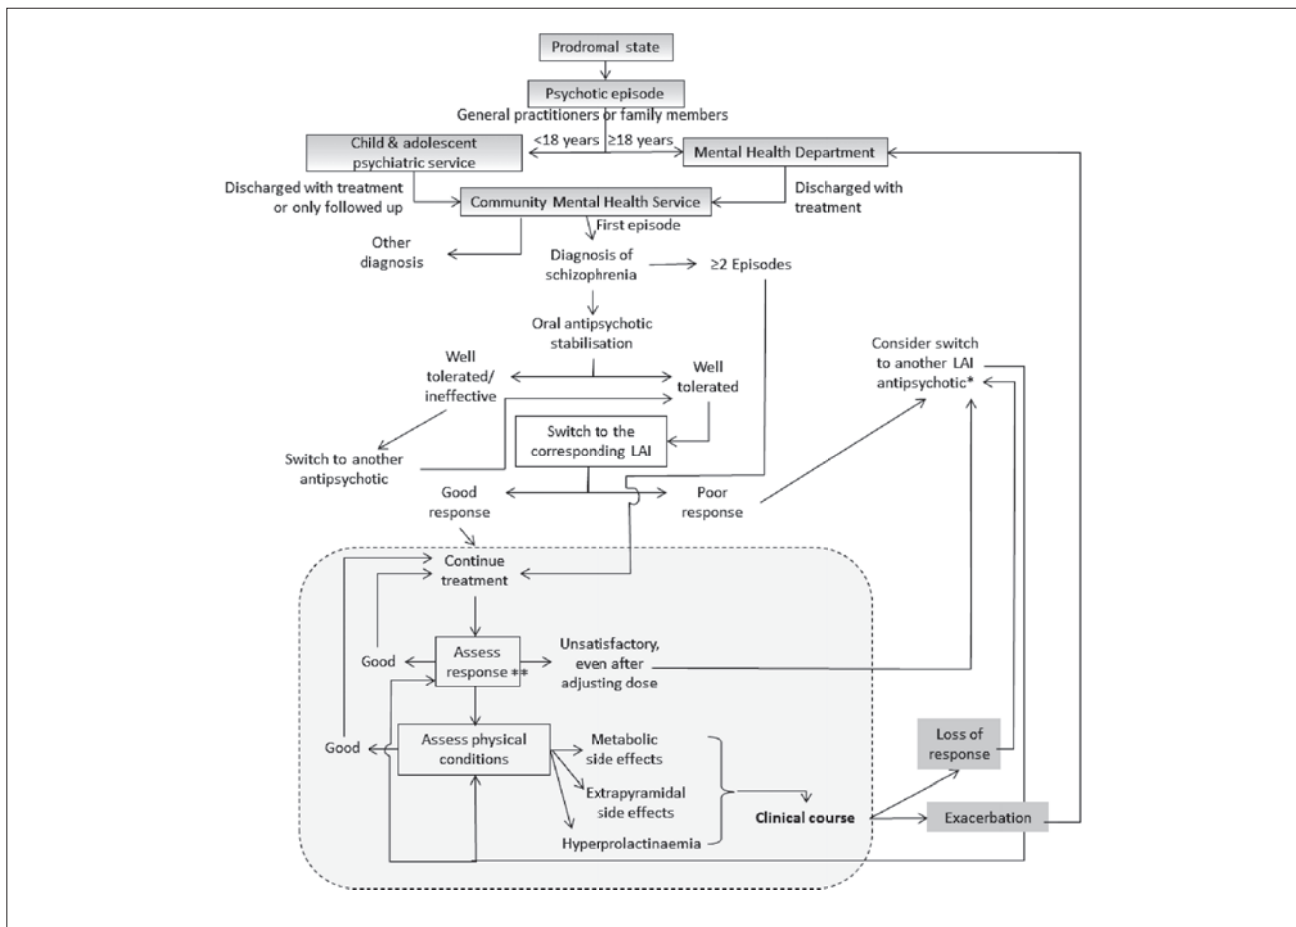 Prodromal state
Psychotic episode
General practitioners or family members
<18 years
≥18 years
Child & adolescent
psychiatric service
Mental Health Department
Discharged with treatment
or only followed up
Discharged with
treatment
Community Mental Health Service
First episode
Other
diagnosis
Diagnosis of
schizophrenia
≥2 Episodes
Oral antipsychotic
stabilisation
Well
tolerated/
ineffective
Well
tolerated
Consider switch
to another LAI
antipsychotic*
Switch to the
corresponding LAI
Switch to another
antipsychotic
Good
response
Poor
response
Continue
treatment
Good
Assess
response **
Unsatisfactory,
even after
adjusting dose
Good
Assess physical
conditions
Metabolic
side effects
Extrapyramidal
side effects
Hyperprolactinaemia
Clinical course
Loss of
response
Exacerbation